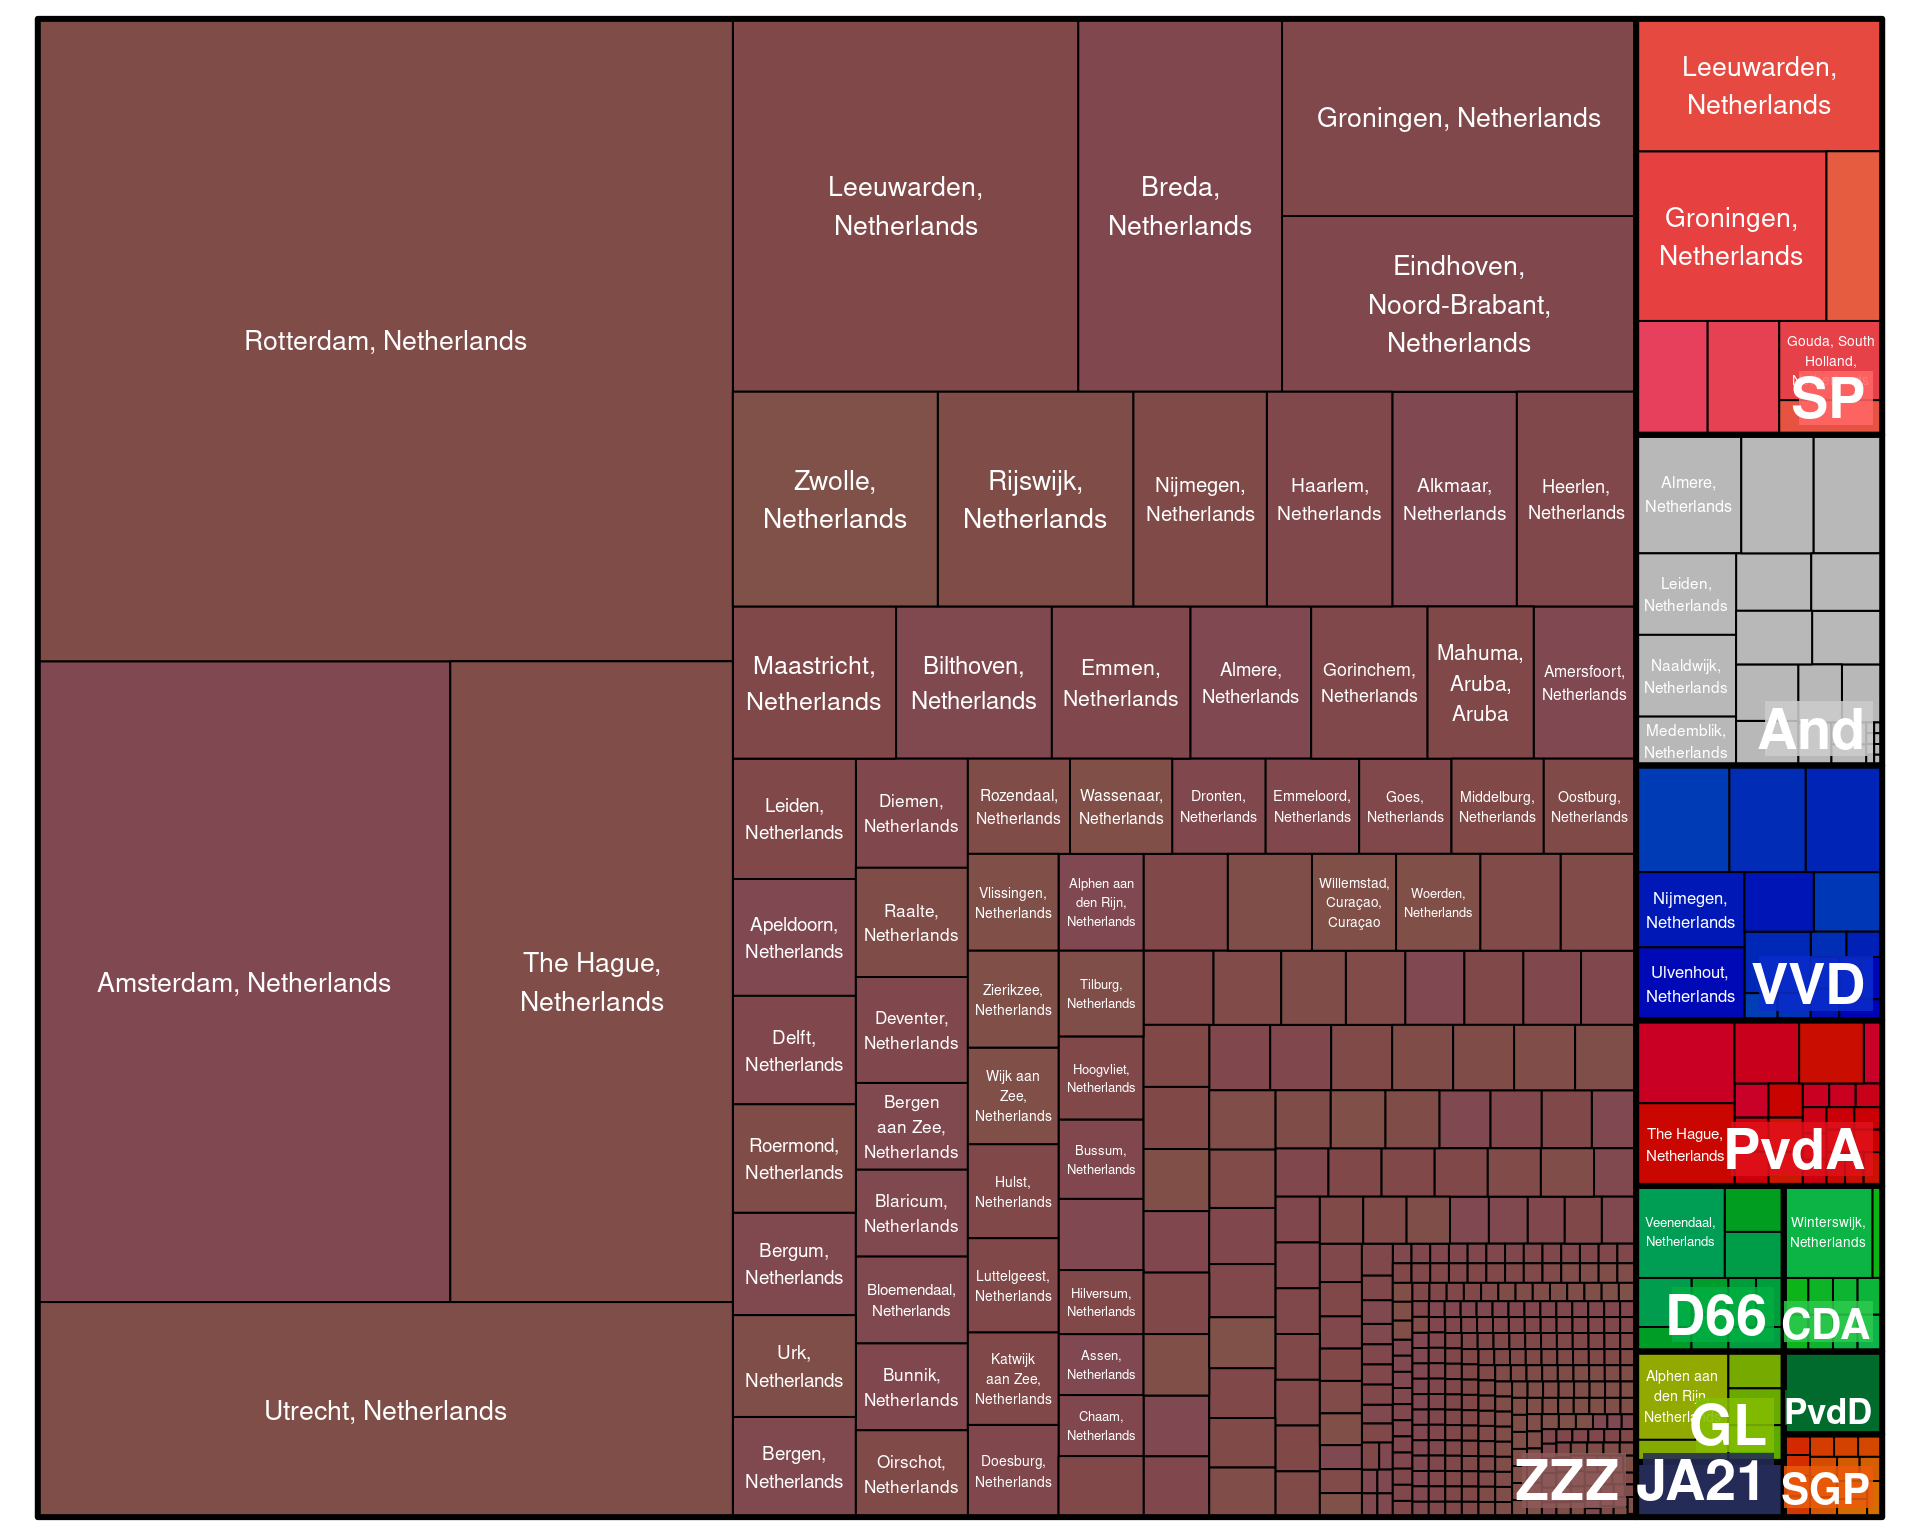 Rotterdam, Netherlands
Amsterdam, Netherlands
The Hague,
Netherlands
Utrecht, Netherlands
Leeuwarden,
Netherlands
Breda,
Netherlands
Groningen, Netherlands
Eindhoven,
Noord-Brabant,
Netherlands
Zwolle,
Netherlands
Rijswijk,
Netherlands
Nijmegen,
Netherlands
Haarlem,
Netherlands
Alkmaar,
Netherlands
Heerlen,
Netherlands
Maastricht,
Netherlands
Bilthoven,
Netherlands
Emmen,
Netherlands
Almere,
Netherlands
Gorinchem,
Netherlands
Mahuma,
Aruba,
Aruba
Amersfoort,
Netherlands
Leiden,
Netherlands
Apeldoorn,
Netherlands
Delft,
Netherlands
Roermond,
Netherlands
Bergum,
Netherlands
Urk,
Netherlands
Bergen,
Netherlands
Diemen,
Netherlands
Raalte,
Netherlands
Deventer,
Netherlands
Bergen
aan Zee,
Netherlands
Blaricum,
Netherlands
Bloemendaal,
Netherlands
Bunnik,
Netherlands
Oirschot,
Netherlands
Rozendaal,
Netherlands
Wassenaar,
Netherlands
Dronten,
Netherlands
Emmeloord,
Netherlands
Goes,
Netherlands
Middelburg,
Netherlands
Oostburg,
Netherlands
Vlissingen,
Netherlands
Zierikzee,
Netherlands
Wijk aan
Zee,
Netherlands
Hulst,
Netherlands
Luttelgeest,
Netherlands
Katwijk
aan Zee,
Netherlands
Doesburg,
Netherlands
Alphen aan
den Rijn,
Netherlands
Tilburg,
Netherlands
Hoogvliet,
Netherlands
Bussum,
Netherlands
Hilversum,
Netherlands
Assen,
Netherlands
Chaam,
Netherlands
Willemstad,
Curaçao,
Curaçao
Woerden,
Netherlands
ZZZ
Leeuwarden,
Netherlands
Groningen,
Netherlands
Gouda, South
Holland,
SP
Almere,
Netherlands
Leiden,
Netherlands
Naaldwijk,
Netherlands
Medemblik,
Netherlands
And
Nijmegen,
Netherlands
Ulvenhout,
Netherlands
VVD
The Hague,
Netherlands
PvdA
Veenendaal,
Netherlands
D66
Winterswijk,
Netherlands
CDA
Alphen aan
den Rijn,
GL
PvdD
JA21
SGP